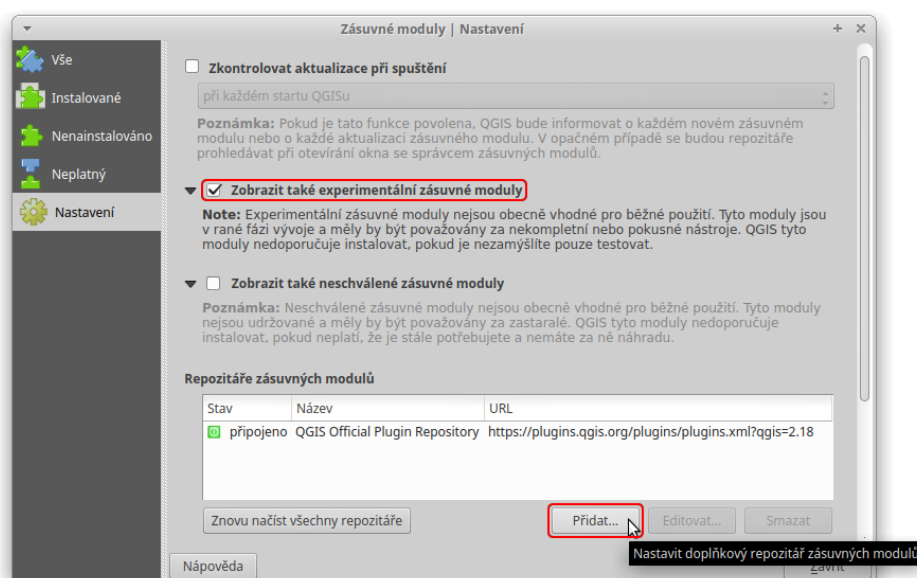 Zásuvné moduly | Nastavení
Vše
Instalované
Nenainstalováno
Neplatný
Nastavení
Zkontrolovat aktualizace při spuštění
při každém startu QGISu
Poznámka: Pokud je tato funkce povolena, QGIS bude informovat o každém novém zásuvném
modulu nebo o každé aktualizaci zásuvného modulu. V opačném případě se budou repozitáře
prohledávat při otevírání okna se správcem zásuvných modulů.
Zobrazit také experimentální zásuvné moduly
Note: Experimentální zásuvné moduly nejsou obecně vhodné pro běžné použití. Tyto moduly jsou
v rané fázi vývoje a měly by být považovány za nekompletní nebo pokusné nástroje. QGIS tyto
moduly nedoporučuje instalovat, pokud je nezamýšlíte pouze testovat.
Zobrazit také neschválené zásuvné moduly
Poznámka: Neschválené zásuvné moduly nejsou obecně vhodné pro běžné použití. Tyto moduly
nejsou udržované a měly by být považovány za zastaralé. QGIS tyto moduly nedoporučuje
instalovat, pokud neplatí, že je stále potřebujete a nemáte za ně náhradu.
Repozitáře zásuvných modulů
Stav Název URL
připojeno QGIS Official Plugin Repository https://plugins.qgis.org/plugins/plugins.xml?qgis=2.18
Znovu načíst všechny repozitáře Přidat... Editovat... Smazat
Nastavit doplňkový repozitář zásuvných modulů
Nápověda Zavřít